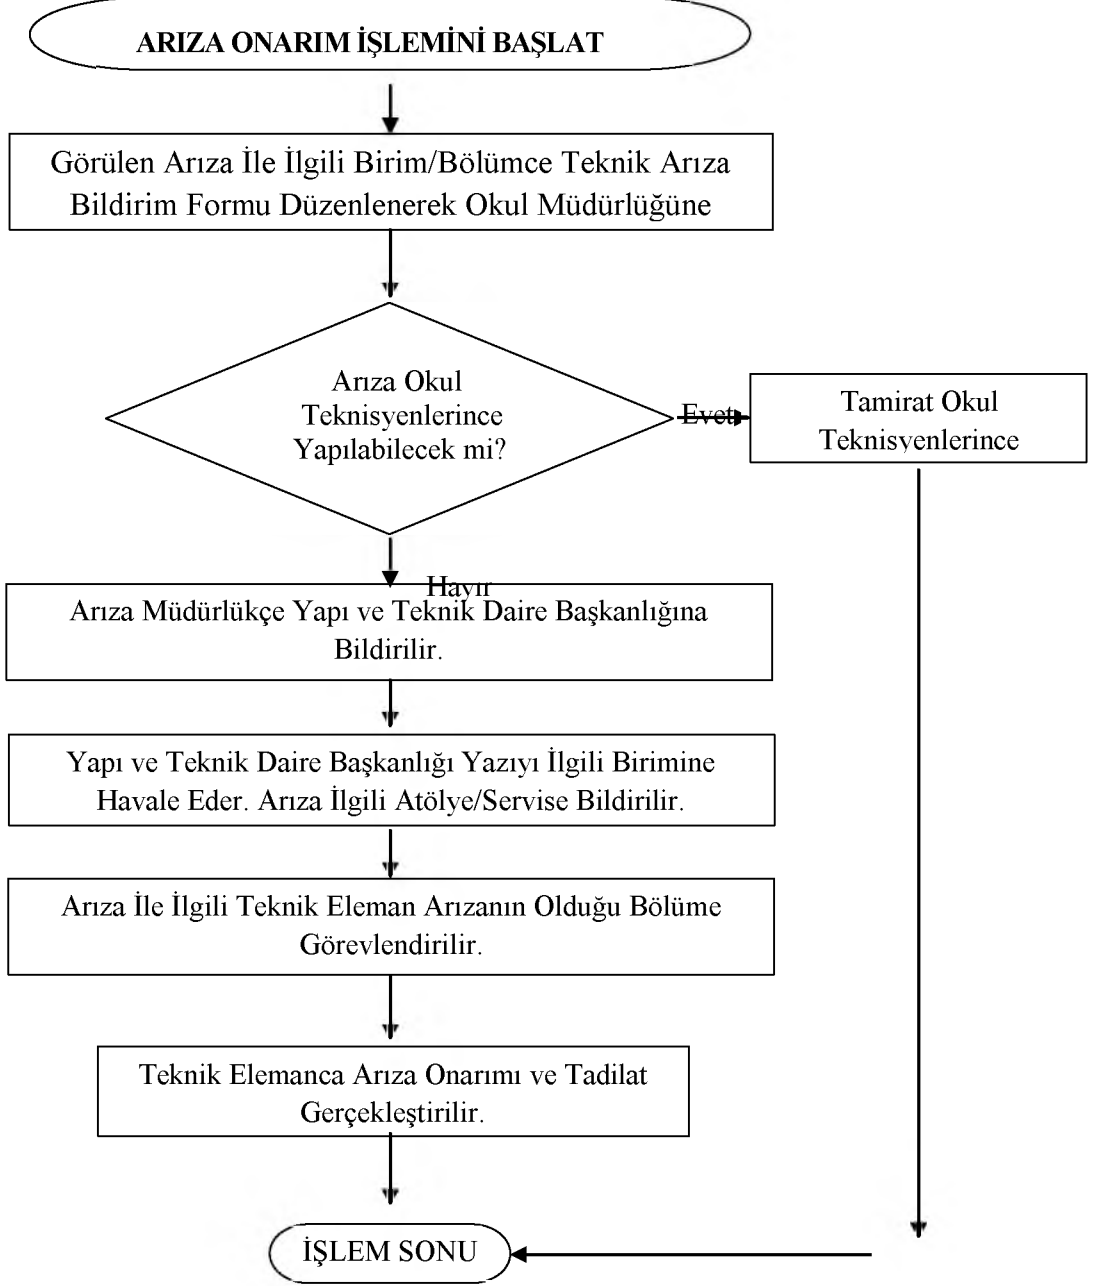 ARIZA ONARIM İŞLEMİNİ BAŞLAT
Görülen Arıza İle İlgili Birim/Bölümce Teknik Arıza
Bildirim Formu Düzenlenerek Okul Müdürlüğüne
Arıza Okul
Teknisyenlerince
Yapılabilecek mi?
Evet
Tamirat Okul
Teknisyenlerince
Hayır
Arıza Müdürlükçe Yapı ve Teknik Daire Başkanlığına
Bildirilir.
Yapı ve Teknik Daire Başkanlığı Yazıyı İlgili Birimine
Havale Eder. Arıza İlgili Atölye/Servise Bildirilir.
Arıza İle İlgili Teknik Eleman Arızanın Olduğu Bölüme
Görevlendirilir.
Teknik Elemanca Arıza Onarımı ve Tadilat
Gerçekleştirilir.
İŞLEM SONU